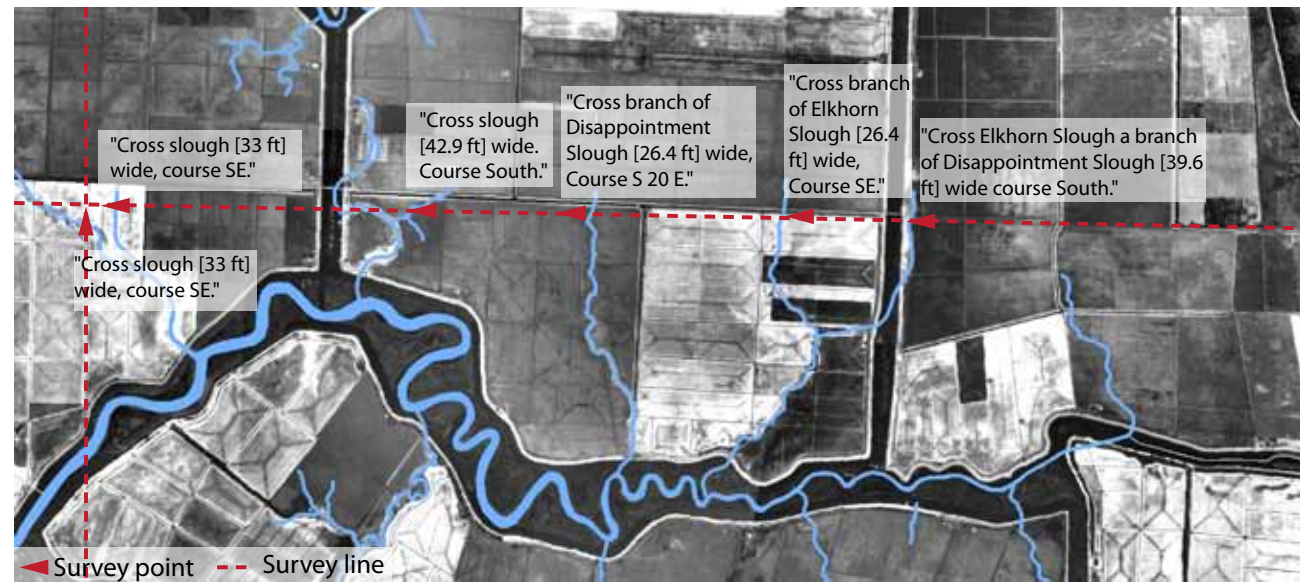 "Cross slough [33 ft]
wide, course SE."
"Cross slough
[42.9 ft] wide.
Course South."
"Cross branch of
Disappointment
Slough [26.4 ft] wide,
Course S 20 E."
"Cross branch
of Elkhorn
Slough [26.4
ft] wide,
Course SE."
"Cross Elkhorn Slough a branch
of Disappointment Slough [39.6
ft] wide course South."
"Cross slough [33 ft]
wide, course SE."
Survey point
Survey line